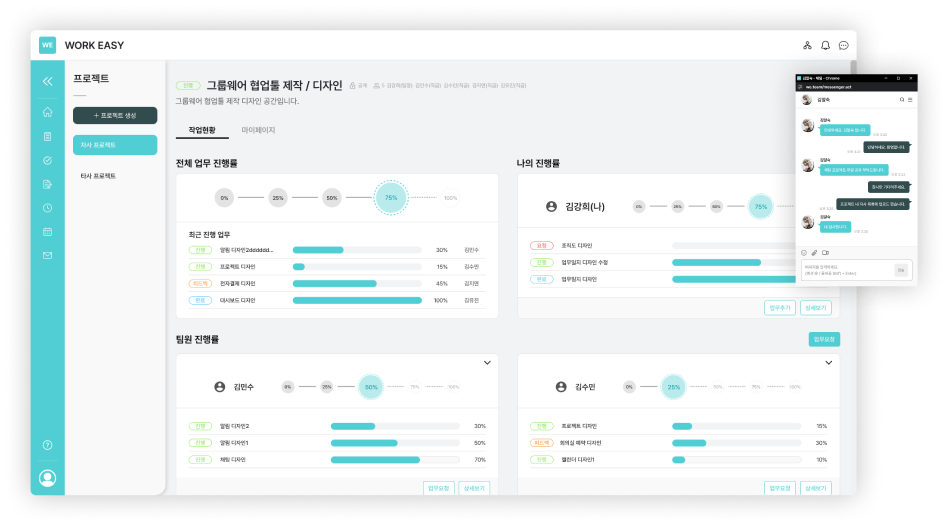 WE WORK EASY
프로젝트
+ 프로젝트 생성
자사 프로젝트
타사 프로젝트
진행 그룹웨어 협업툴 제작 / 디자인 공개
그룹웨어 협업툴 제작 디자인 공간입니다.
작업현황 마이페이지
전체 업무 진행률
0% 25% 50% 75% 100%
최근 진행 업무
진행 알림 디자인2dddddd... 30% 김민수
진행 프로젝트 디자인 15% 김수민
피드백 전자결재 디자인 45% 김지연
완료 대시보드 디자인 100% 김유진
나의 진행률
김강희(나) 0% 25% 50% 75%
요청 조직도 디자인
진행 업무일지 디자인 수정
완료 업무일지 디자인
업무추가 상세보기
팀원 진행률 업무요청
김민수 0% 25% 50% 75% 100%
진행 알림 디자인2 30%
진행 알림 디자인1 50%
진행 채팅 디자인 70%
업무요청 상세보기
김수민 0% 25% 50% 75% 100%
진행 프로젝트 디자인 15%
피드백 회의실 예약 디자인 30%
진행 캘린더 디자인1 10%
업무요청 상세보기
we.team/messenger.act